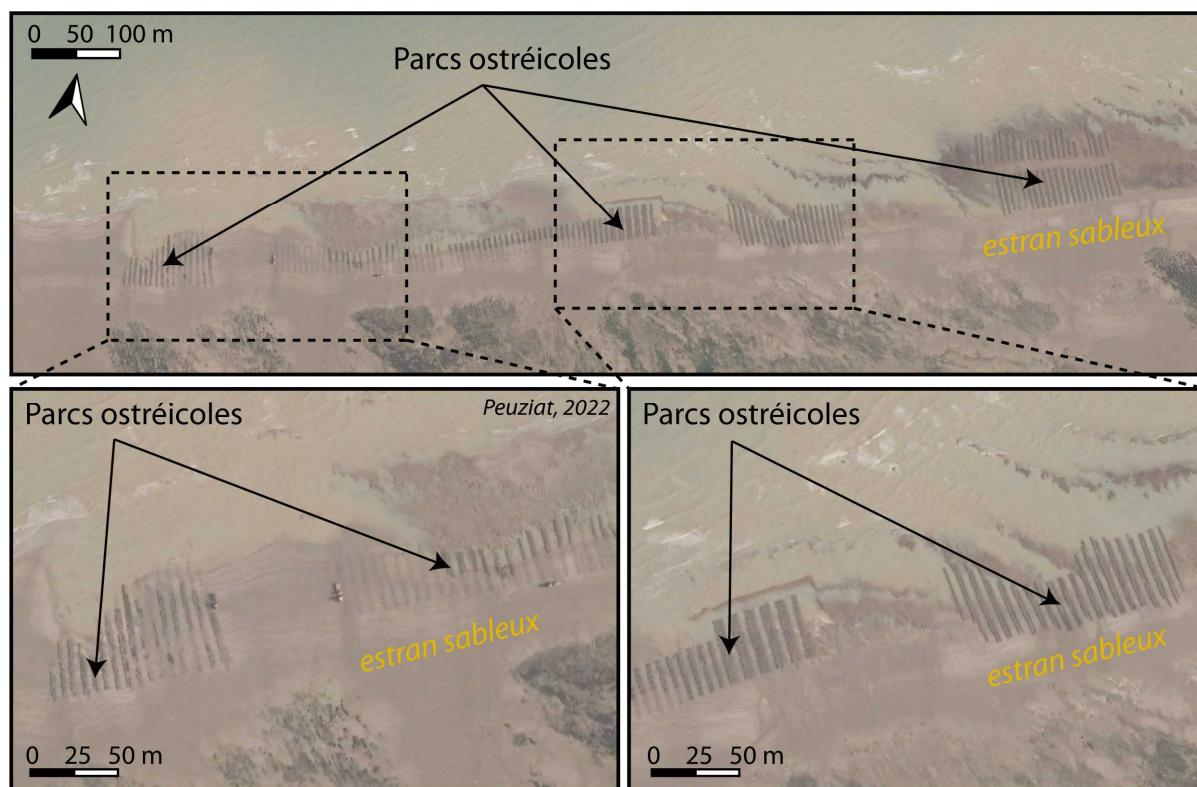 0 50 100 m
Parcs ostréicoles
estran sableux
Parcs ostréicoles
Peuziat, 2022
estran sableux
0 25 50 m
Parcs ostréicoles
estran sableux
0 25 50 m